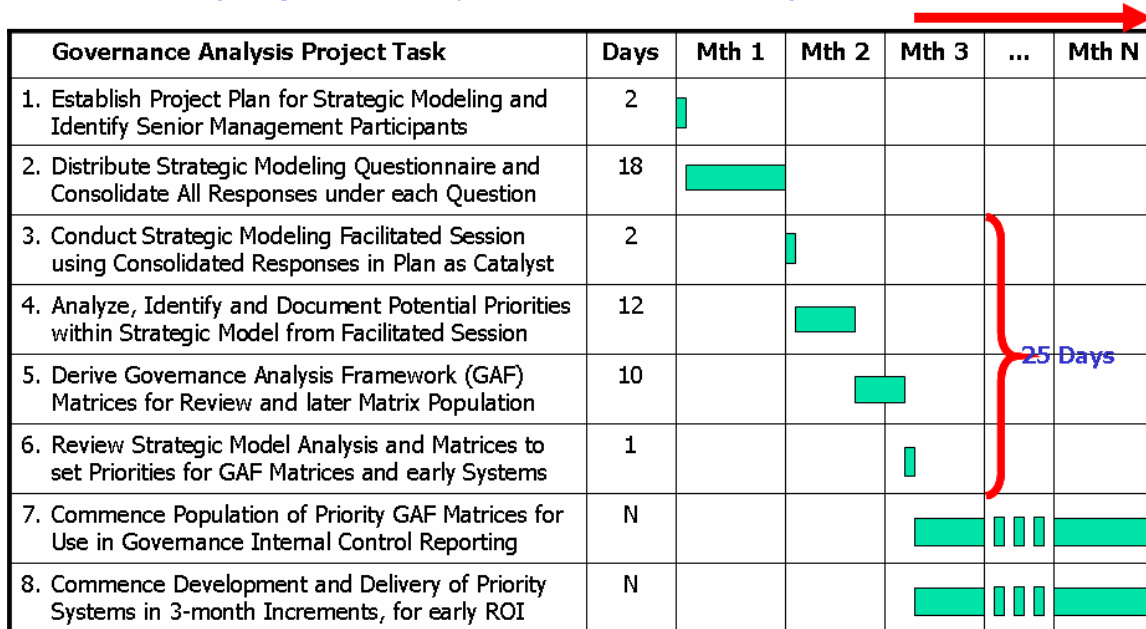 Governance Analysis Project Task Days Mth 1 Mth 2 Mth 3 ... Mth N
1. Establish Project Plan for Strategic Modeling and 2
Identify Senior Management Participants
2. Distribute Strategic Modeling Questionnaire and 18
Consolidate All Responses under each Question
3. Conduct Strategic Modeling Facilitated Session 2
using Consolidated Responses in Plan as Catalyst
4. Analyze, Identify and Document Potential Priorities 12
within Strategic Model from Facilitated Session
25 Days
5. Derive Governance Analysis Framework (GAF) 10
Matrices for Review and later Matrix Population
6. Review Strategic Model Analysis and Matrices to 1
set Priorities for GAF Matrices and early Systems
7. Commence Population of Priority GAF Matrices for N
Use in Governance Internal Control Reporting
8. Commence Development and Delivery of Priority N
Systems in 3-month Increments, for early ROI